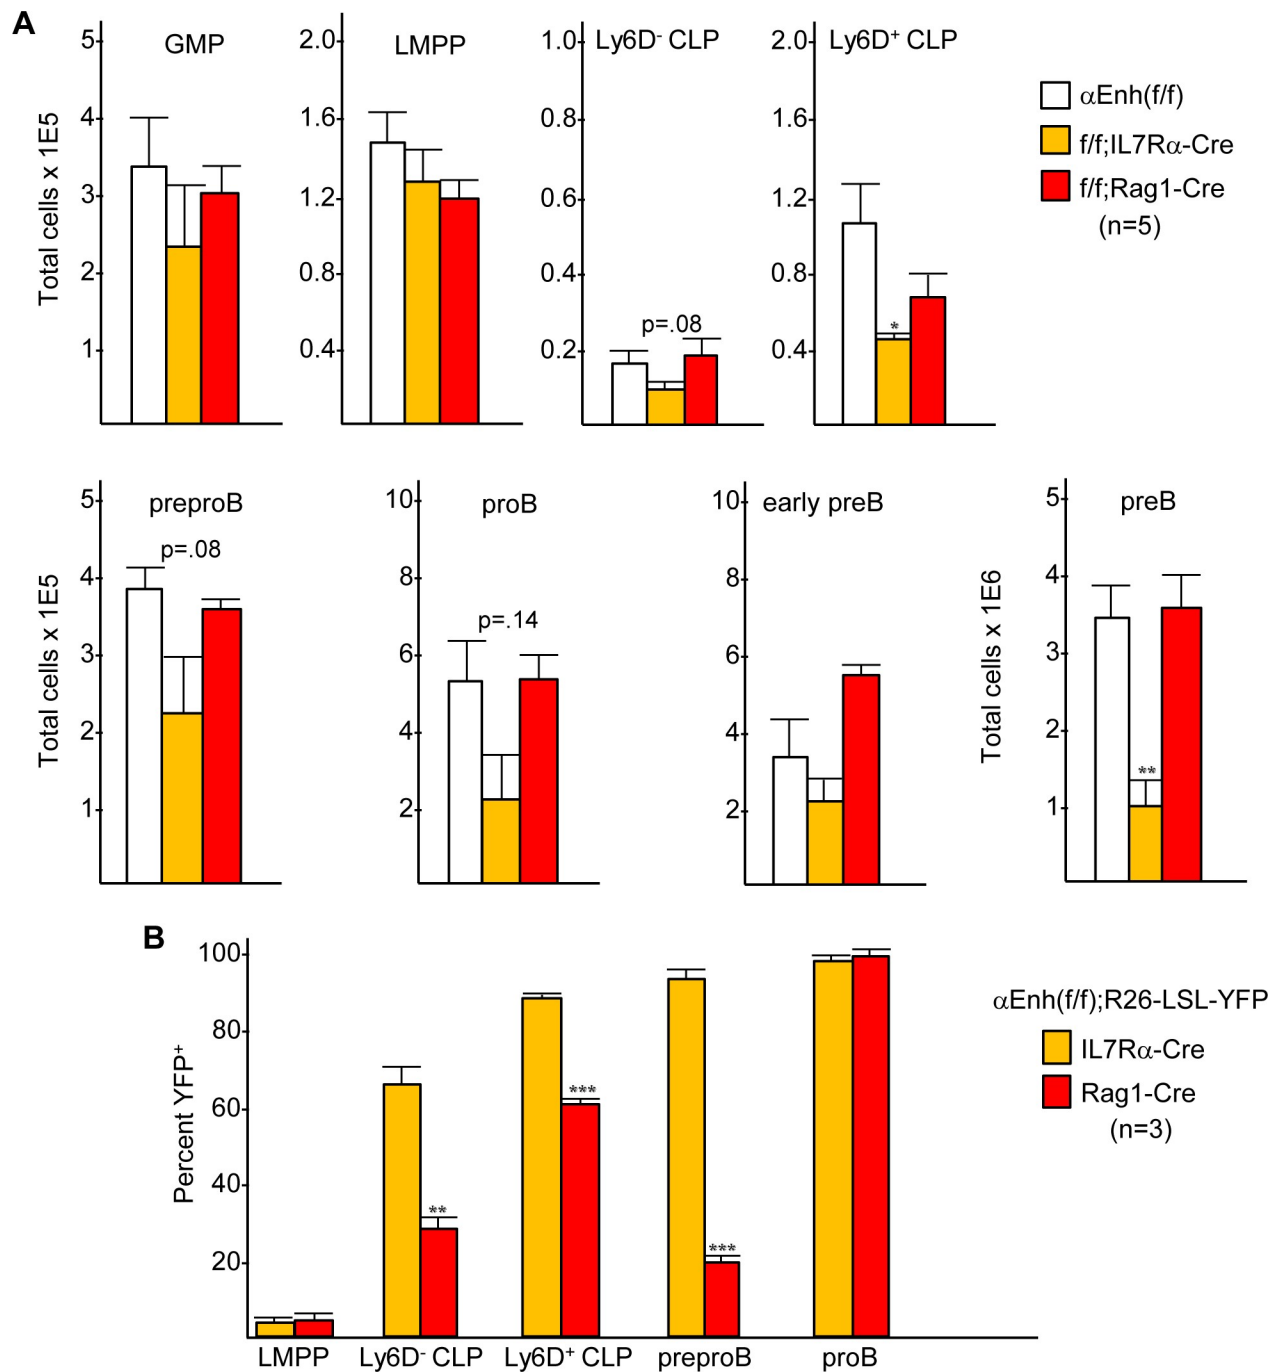 A
GMP
LMPP
Ly6D- CLP
Ly6D+ CLP
Total cells x 1E5
5
4
3
2
1
2.0
1.6
1.2
0.8
0.4
1.0
0.8
0.6
0.4
0.2
p=.08
2.0
1.6
1.2
0.8
0.4
*
αEnh(f/f)
f/f;IL7Rα-Cre
f/f;Rag1-Cre
(n=5)
preproB
proB
early preB
preB
Total cells x 1E5
5
4
3
2
1
p=.08
10
8
6
4
2
p=.14
10
8
6
4
2
Total cells x 1E6
5
4
3
2
1
**
B
Percent YFP+
100
80
60
40
20
**
***
***
LMPP
Ly6D- CLP
Ly6D+ CLP
preproB
proB
αEnh(f/f);R26-LSL-YFP
IL7Rα-Cre
Rag1-Cre
(n=3)